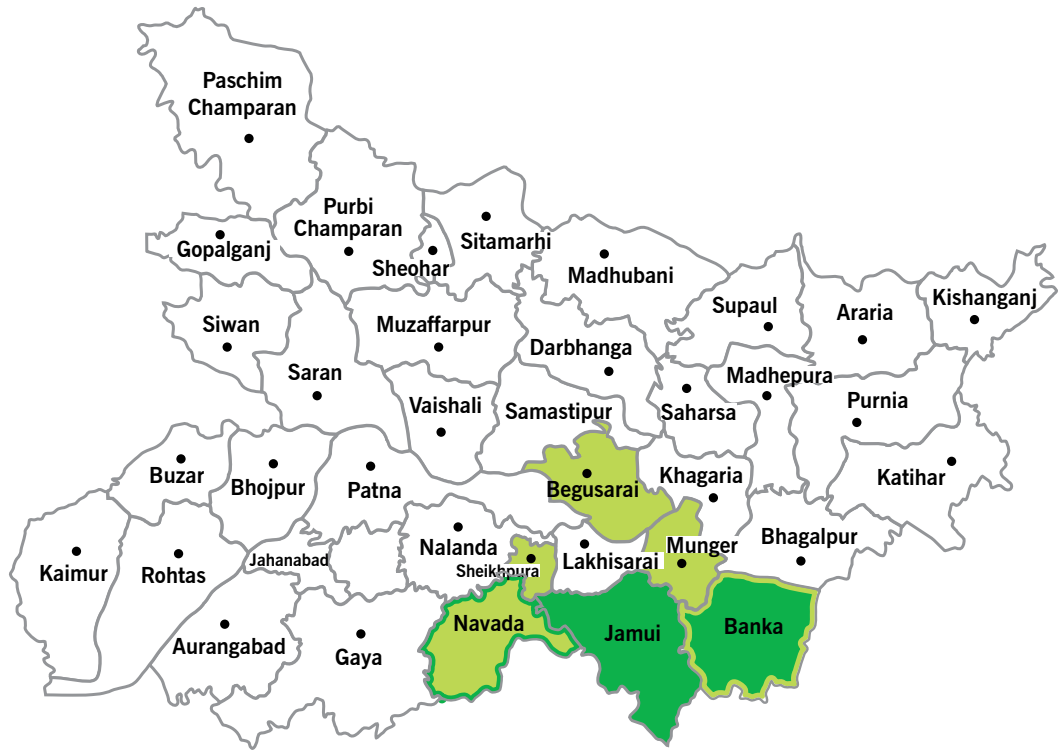 Paschim
Champaran
Purbi
Champaran
Gopalganj
Sheohar
Sitamarhi
Madhubani
Siwan
Muzaffarpur
Supaul
Araria
Kishanganj
Darbhanga
Saran
Madhepura
Vaishali
Samastipur
Saharsa
Purnia
Buzar
Bhojpur
Patna
Begusarai
Khagaria
Katihar
Kaimur
Rohtas
Jahanabad
Nalanda
Sheikhpura
Lakhisarai
Munger
Bhagalpur
Aurangabad
Gaya
Navada
Jamui
Banka